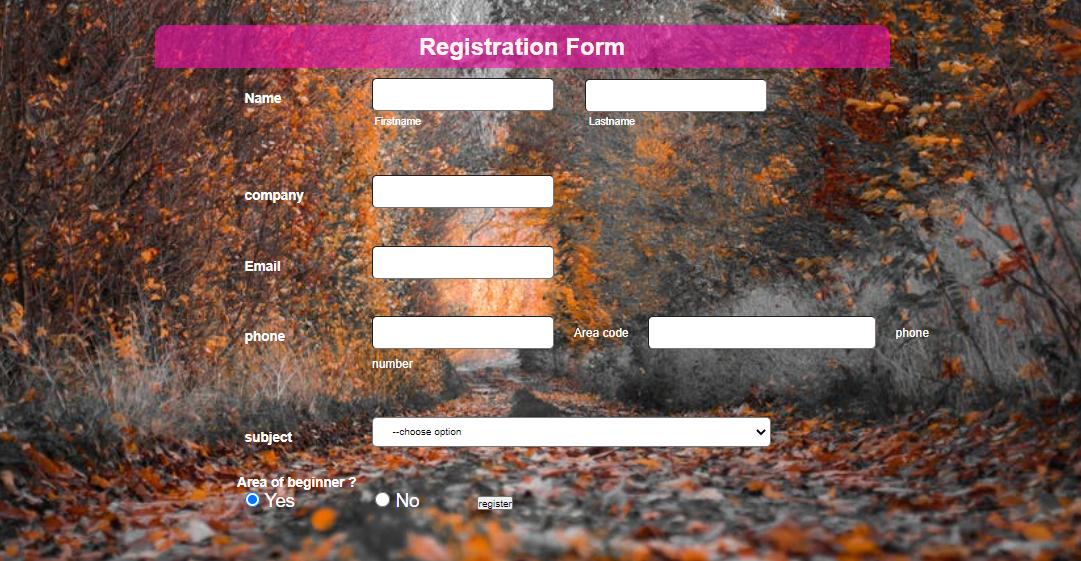 Registration Form
Name
Firstname Lastname
company
Email
phone Area code phone
number
subject --choose option
Area of beginner ?
Yes No register